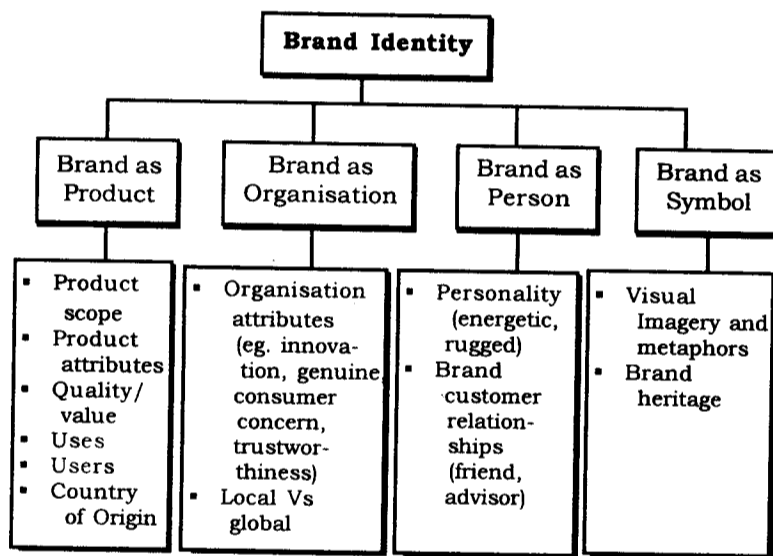 Brand Identity
Brand as
Product
Brand as
Organisation
Brand as
Person
Brand as
Symbol
▪ Product
scope
▪ Product
attributes
▪ Quality/
value
▪ Uses
▪ Users
▪ Country
of Origin
▪ Organisation
attributes
(eg. innova-
tion, genuine
consumer
concern,
trustwor-
thiness)
▪ Local Vs
global
▪ Personality
(energetic,
rugged)
▪ Brand
customer
relation-
ships
(friend,
advisor)
▪ Visual
Imagery and
metaphors
▪ Brand
heritage